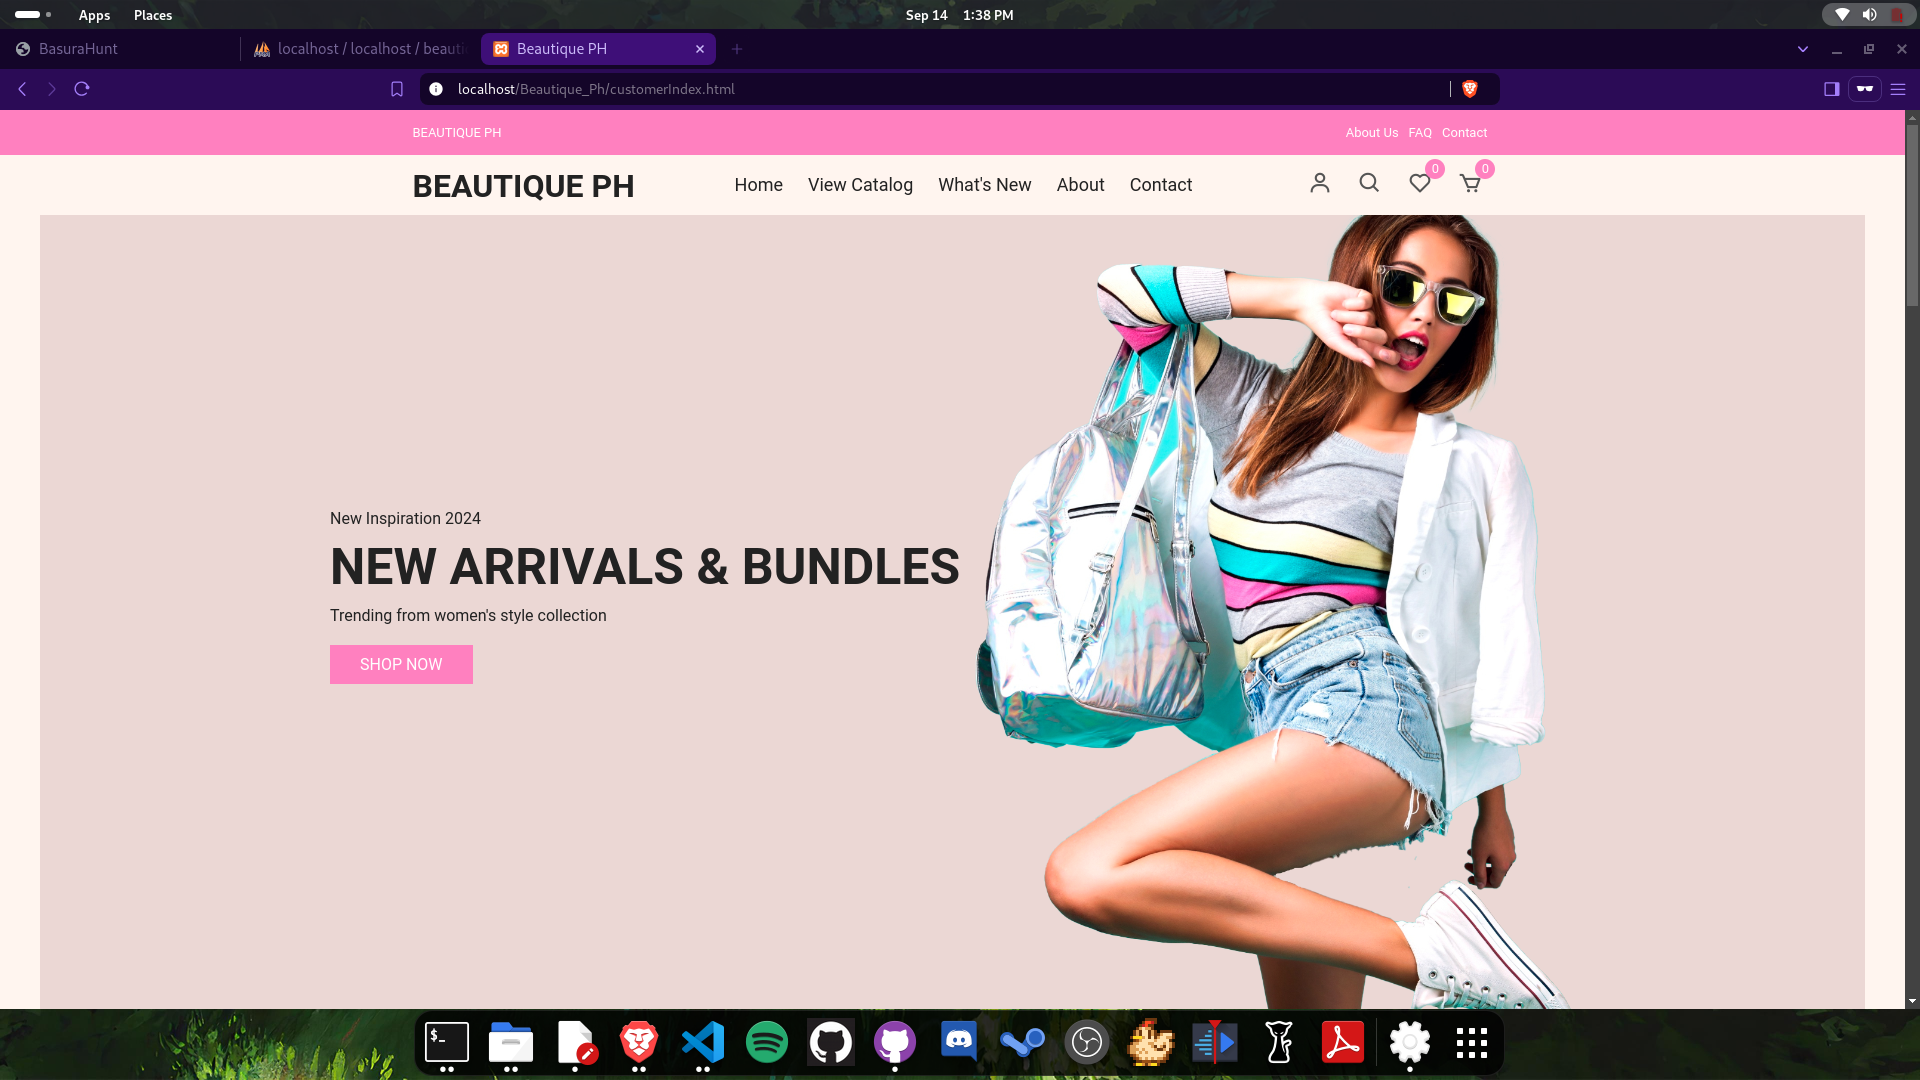 Apps Places Sep 14 1:38 PM
BasuraHunt localhost / localhost / beauti Beautique PH
localhost/Beautique_Ph/customerIndex.html
BEAUTIQUE PH About Us FAQ Contact
BEAUTIQUE PH Home View Catalog What's New About Contact 0 0
New Inspiration 2024
NEW ARRIVALS & BUNDLES
Trending from women's style collection
SHOP NOW
$_